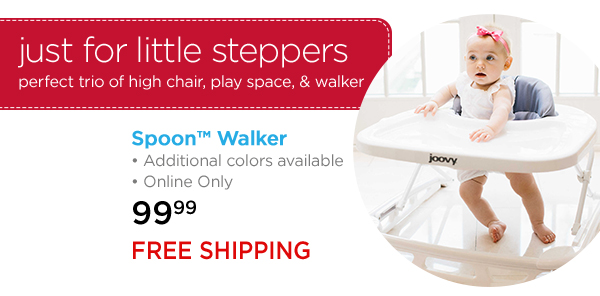 just for little steppers
perfect trio of high chair, play space, & walker
Spoon™ Walker
• Additional colors available
• Online Only
99⁹⁹
FREE SHIPPING
joovy